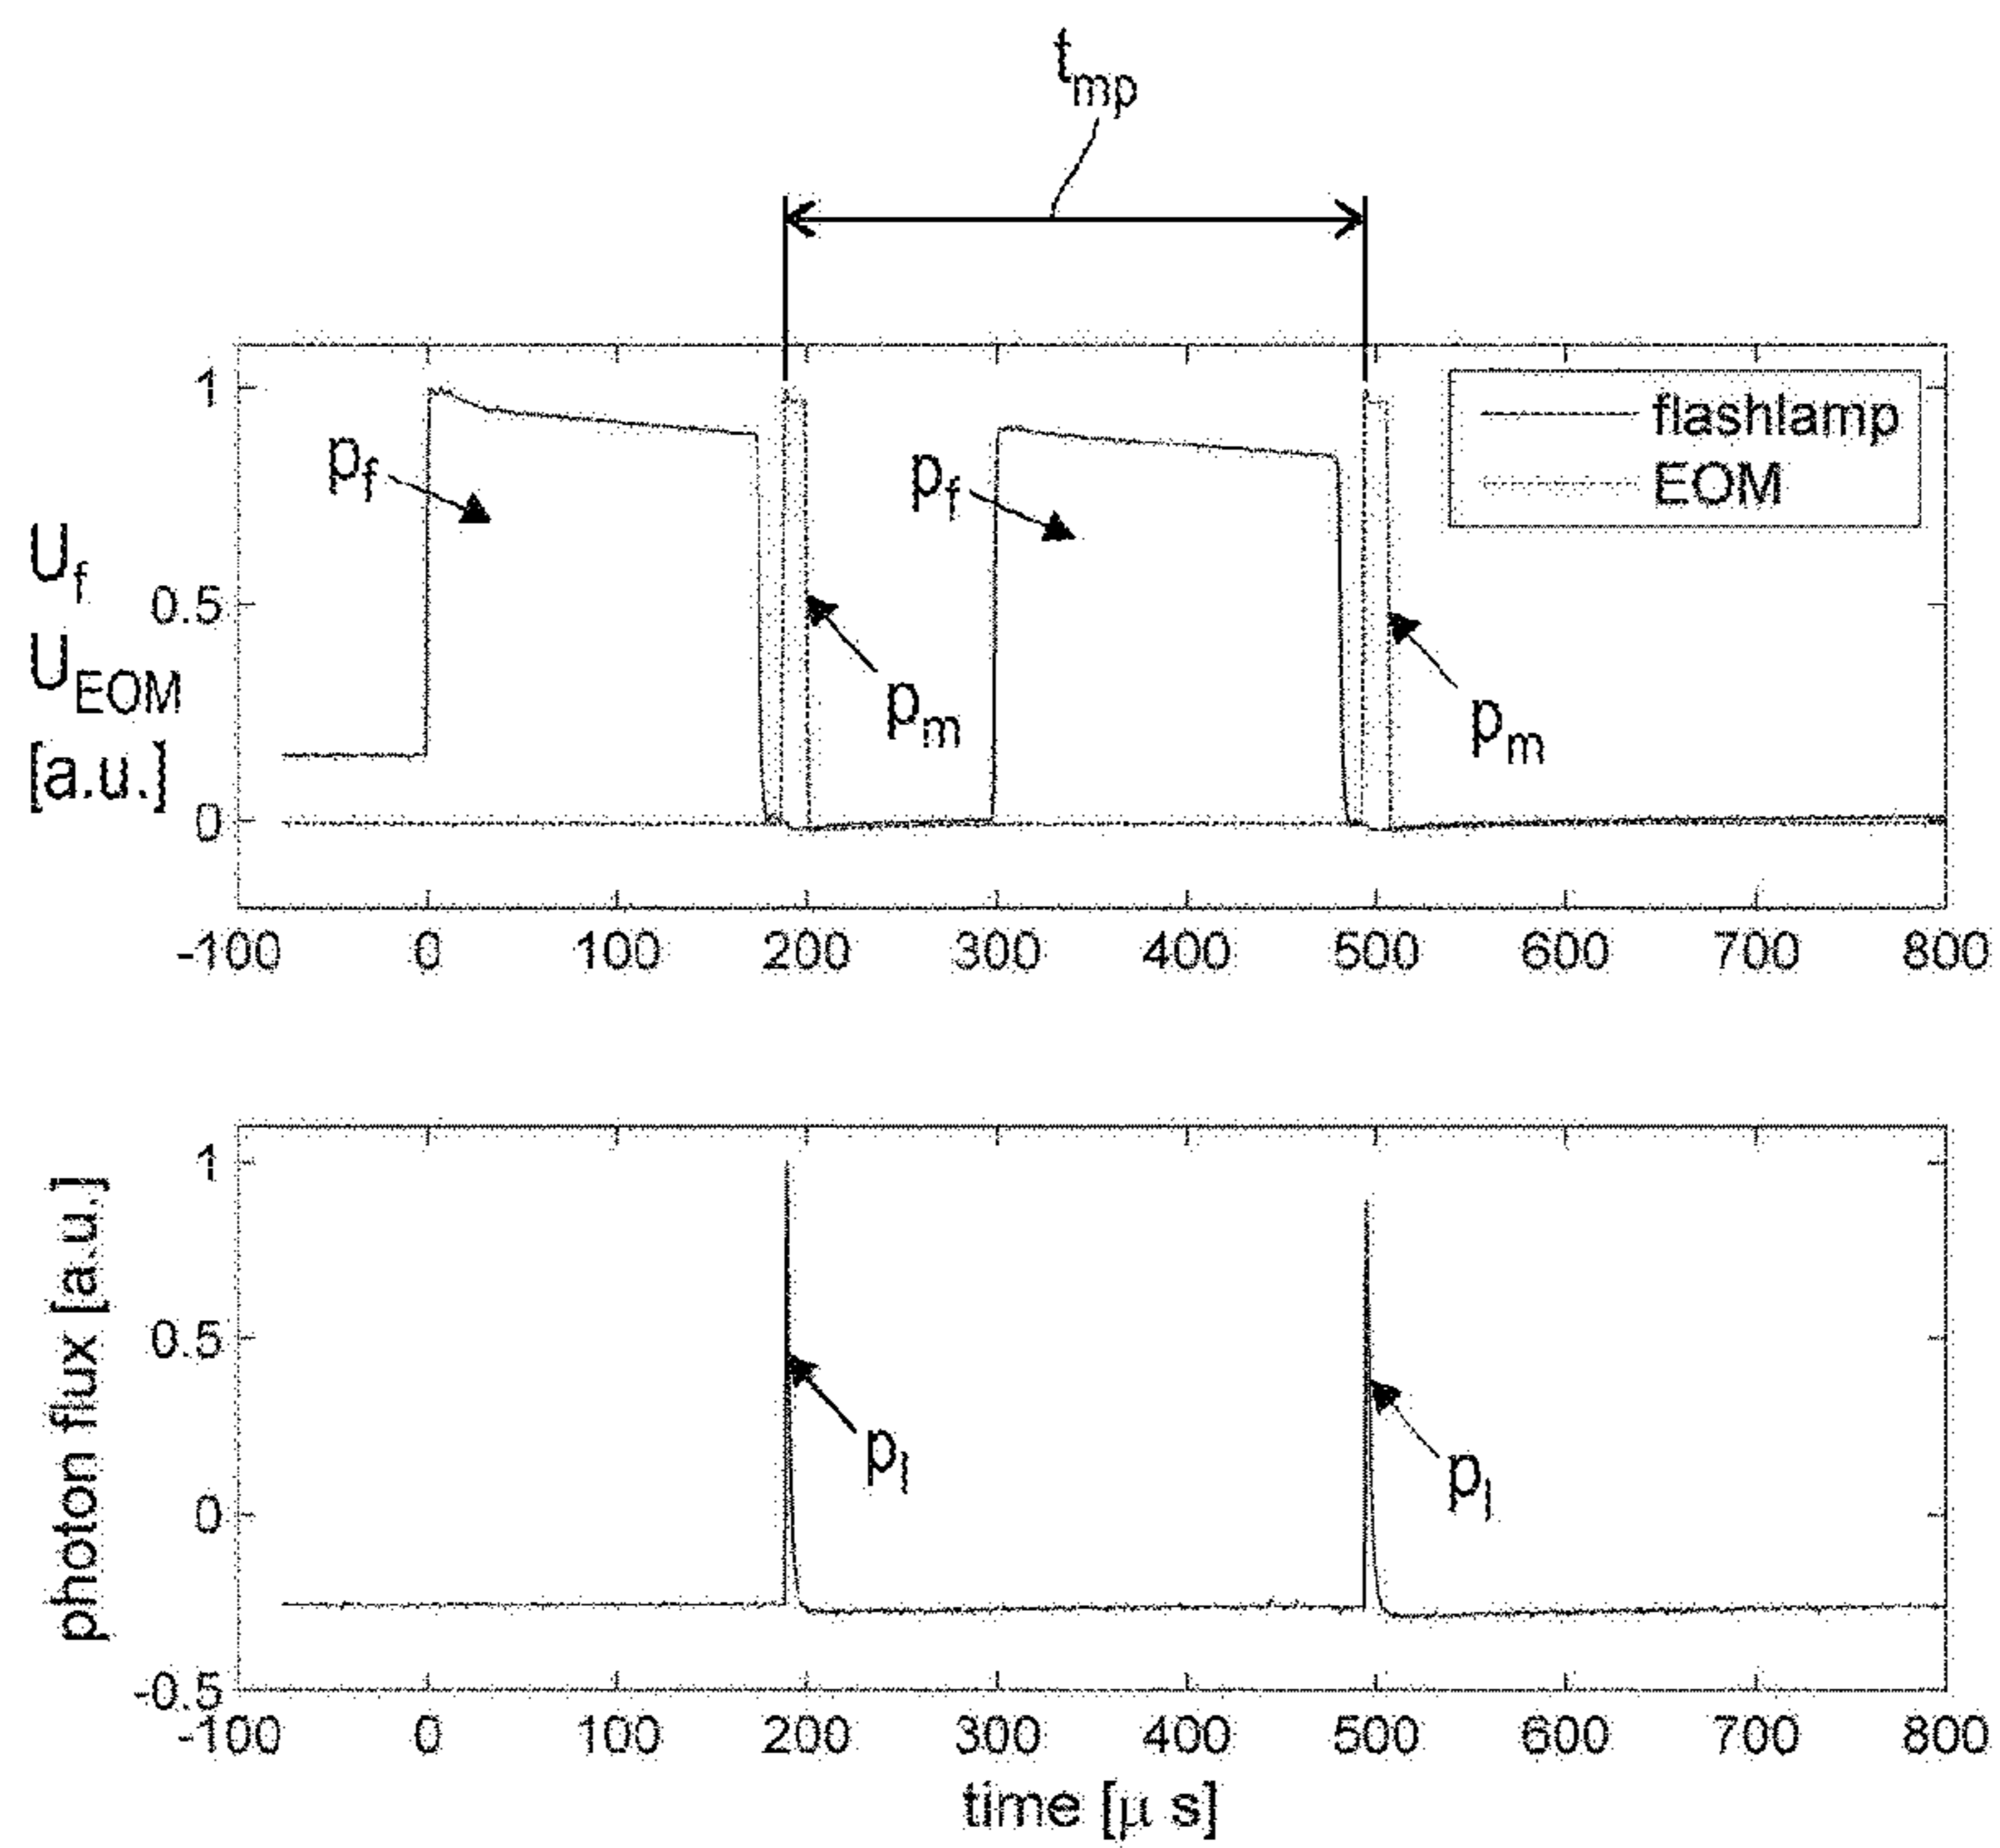 t_mp
1
flashlamp
EOM
p_f
p_f
U_f
0.5
U_EOM
p_m
p_m
[a.u.]
0
-100 0 100 200 300 400 500 600 700 800
1
photon flux [a.u.]
0.5
p_l
p_l
0
-0.5
-100 0 100 200 300 400 500 600 700 800
time [μ s]